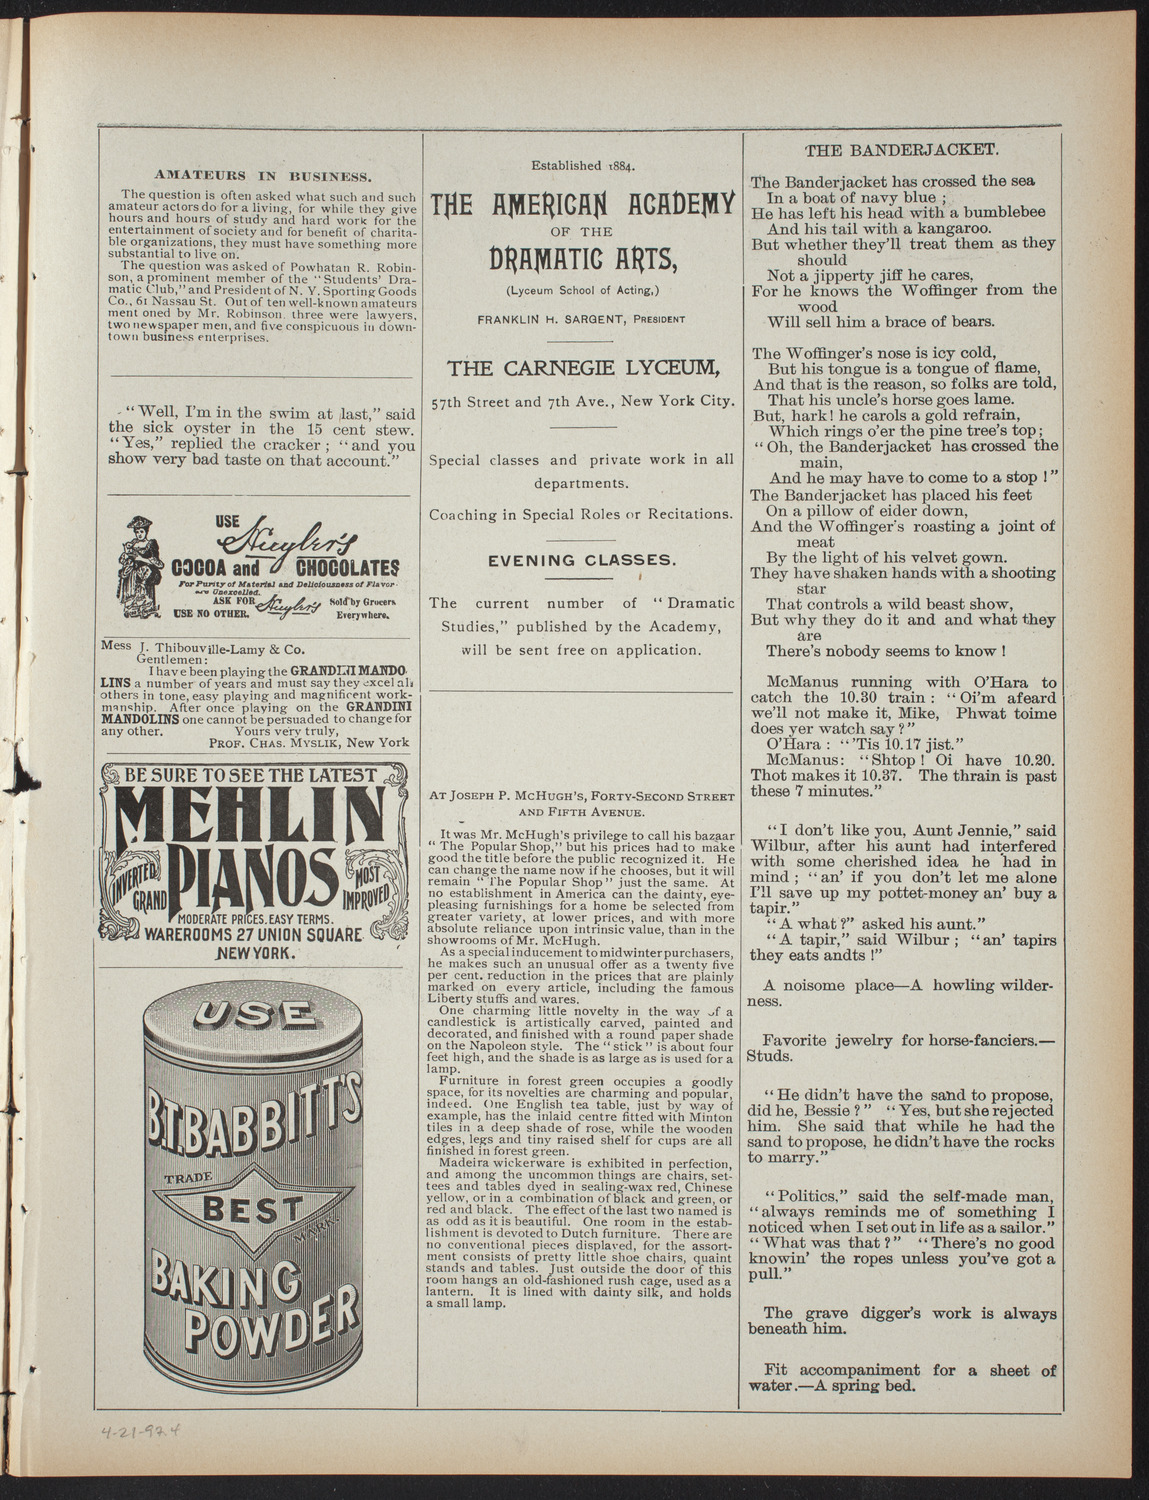 AMATEURS IN BUSINESS.
The question is often asked what such and such
amateur actors do for a living, for while they give
hours and hours of study and hard work for the
entertainment of society and for benefit of charita-
ble organizations, they must have something more
substantial to live on.
The question was asked of Powhatan R. Robin-
son, a prominent member of the "Students' Dra-
matic Club," and President of N. Y. Sporting Goods
Co., 61 Nassau St. Out of ten well-known amateurs
ment oned by Mr. Robinson. three were lawyers,
two newspaper men, and five conspicuous in down-
town business enterprises.
"Well, I'm in the swim at last," said
the sick oyster in the 15 cent stew.
"Yes," replied the cracker; "and you
show very bad taste on that account."
USE
Huyler's
COCOA and CHOCOLATES
For Purity of Material and Deliciousness of Flavor
are Unexcelled.
ASK FOR Huyler's Sold by Grocers
USE NO OTHER. Everywhere.
Mess J. Thibouville-Lamy & Co.
Gentlemen:
I have been playing the GRANDINI MANDO
LINS a number of years and must say they excel all
others in tone, easy playing and magnificent work-
manship. After once playing on the GRANDINI
MANDOLINS one cannot be persuaded to change for
any other. Yours very truly,
PROF. CHAS. MYSLIK, New York
BE SURE TO SEE THE LATEST
MEHLIN
PIANOS
INVERTED
GRAND
MOST
IMPROVED
MODERATE PRICES. EASY TERMS.
WAREROOMS 27 UNION SQUARE
NEW YORK.
USE
B.T. BABBITT'S
TRADE
BEST
MARK.
BAKING
POWDER
4-21-97.4
Established 1884.
THE AMERICAN ACADEMY
OF THE
DRAMATIC ARTS,
(Lyceum School of Acting,)
FRANKLIN H. SARGENT, PRESIDENT
THE CARNEGIE LYCEUM,
57th Street and 7th Ave., New York City.
Special classes and private work in all
departments.
Coaching in Special Roles or Recitations.
EVENING CLASSES.
The current number of "Dramatic
Studies," published by the Academy,
will be sent free on application.
AT JOSEPH P. MCHUGH'S, FORTY-SECOND STREET
AND FIFTH AVENUE.
It was Mr. McHugh's privilege to call his bazaar
"The Popular Shop," but his prices had to make
good the title before the public recognized it. He
can change the name now if he chooses, but it will
remain "The Popular Shop" just the same. At
no establishment in America can the dainty, eye-
pleasing furnishings for a home be selected from
greater variety, at lower prices, and with more
absolute reliance upon intrinsic value, than in the
showrooms of Mr. McHugh.
As a special inducement to midwinter purchasers,
he makes such an unusual offer as a twenty five
per cent. reduction in the prices that are plainly
marked on every article, including the famous
Liberty stuffs and wares.
One charming little novelty in the way of a
candlestick is artistically carved, painted and
decorated, and finished with a round paper shade
on the Napoleon style. The "stick" is about four
feet high, and the shade is as large as is used for a
lamp.
Furniture in forest green occupies a goodly
space, for its novelties are charming and popular,
indeed. One English tea table, just by way of
example, has the inlaid centre fitted with Minton
tiles in a deep shade of rose, while the wooden
edges, legs and tiny raised shelf for cups are all
finished in forest green.
Madeira wickerware is exhibited in perfection,
and among the uncommon things are chairs, set-
tees and tables dyed in sealing-wax red, Chinese
yellow, or in a combination of black and green, or
red and black. The effect of the last two named is
as odd as it is beautiful. One room in the estab-
lishment is devoted to Dutch furniture. There are
no conventional pieces displayed, for the assort-
ment consists of pretty little shoe chairs, quaint
stands and tables. Just outside the door of this
room hangs an old-fashioned rush cage, used as a
lantern. It is lined with dainty silk, and holds
a small lamp.
THE BANDERJACKET.
The Banderjacket has crossed the sea
In a boat of navy blue;
He has left his head with a bumblebee
And his tail with a kangaroo.
But whether they'll treat them as they
should
Not a jipperty jiff he cares,
For he knows the Woffinger from the
wood
Will sell him a brace of bears.
The Woffinger's nose is icy cold,
But his tongue is a tongue of flame,
And that is the reason, so folks are told,
That his uncle's horse goes lame.
But, hark! he carols a gold refrain,
Which rings o'er the pine tree's top;
"Oh, the Banderjacket has crossed the
main,
And he may have to come to a stop!"
The Banderjacket has placed his feet
On a pillow of eider down,
And the Woffinger's roasting a joint of
meat
By the light of his velvet gown.
They have shaken hands with a shooting
star
That controls a wild beast show,
But why they do it and and what they
are
There's nobody seems to know!
McManus running with O'Hara to
catch the 10.30 train: "Oi'm afeard
we'll not make it, Mike, Phwat toime
does yer watch say?"
O'Hara: "'Tis 10.17 jist."
McManus: "Shtop! Oi have 10.20.
Thot makes it 10.37. The thrain is past
these 7 minutes."
"I don't like you, Aunt Jennie," said
Wilbur, after his aunt had interfered
with some cherished idea he had in
mind; "an' if you don't let me alone
I'll save up my pottet-money an' buy a
tapir."
"A what?" asked his aunt."
"A tapir," said Wilbur; "an' tapirs
they eats andts!"
A noisome place—A howling wilder-
ness.
Favorite jewelry for horse-fanciers.—
Studs.
"He didn't have the sand to propose,
did he, Bessie?" "Yes, but she rejected
him. She said that while he had the
sand to propose, he didn't have the rocks
to marry."
"Politics," said the self-made man,
"always reminds me of something I
noticed when I set out in life as a sailor."
"What was that?" "There's no good
knowin' the ropes unless you've got a
pull."
The grave digger's work is always
beneath him.
Fit accompaniment for a sheet of
water.—A spring bed.